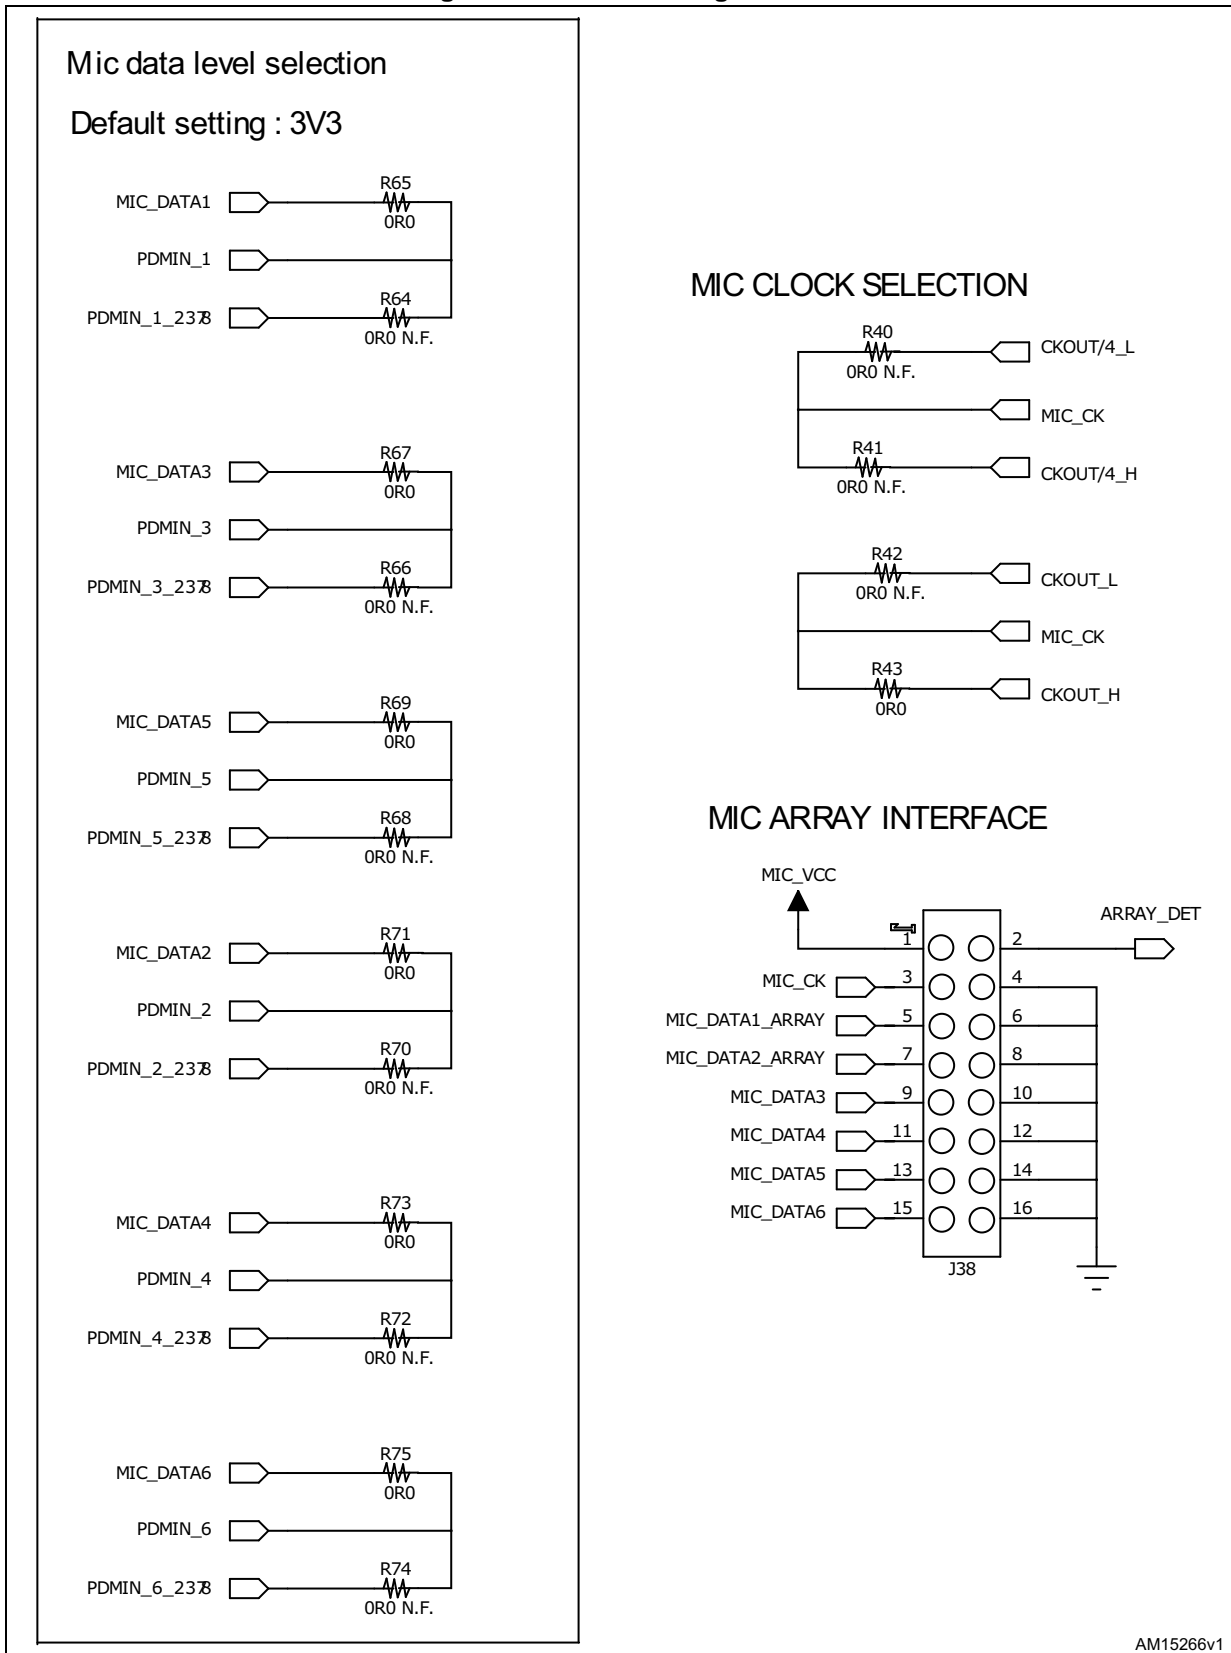 Mic data level selection
Default setting : 3V3
R65
MIC_DATA1
0R0
PDMIN_1
R64
PDMIN_1_2378
0R0 N.F.
R67
MIC_DATA3
0R0
PDMIN_3
R66
PDMIN_3_2378
0R0 N.F.
R69
MIC_DATA5
0R0
PDMIN_5
R68
PDMIN_5_2378
0R0 N.F.
R71
MIC_DATA2
0R0
PDMIN_2
R70
PDMIN_2_2378
0R0 N.F.
R73
MIC_DATA4
0R0
PDMIN_4
R72
PDMIN_4_2378
0R0 N.F.
R75
MIC_DATA6
0R0
PDMIN_6
R74
PDMIN_6_2378
0R0 N.F.
MIC CLOCK SELECTION
R40
CKOUT/4_L
0R0 N.F.
MIC_CK
R41
CKOUT/4_H
0R0 N.F.
R42
CKOUT_L
0R0 N.F.
MIC_CK
R43
CKOUT_H
0R0
MIC ARRAY INTERFACE
MIC_VCC
ARRAY_DET
1 2
MIC_CK 3 4
MIC_DATA1_ARRAY 5 6
MIC_DATA2_ARRAY 7 8
MIC_DATA3 9 10
MIC_DATA4 11 12
MIC_DATA5 13 14
MIC_DATA6 15 16
J38
AM15266v1